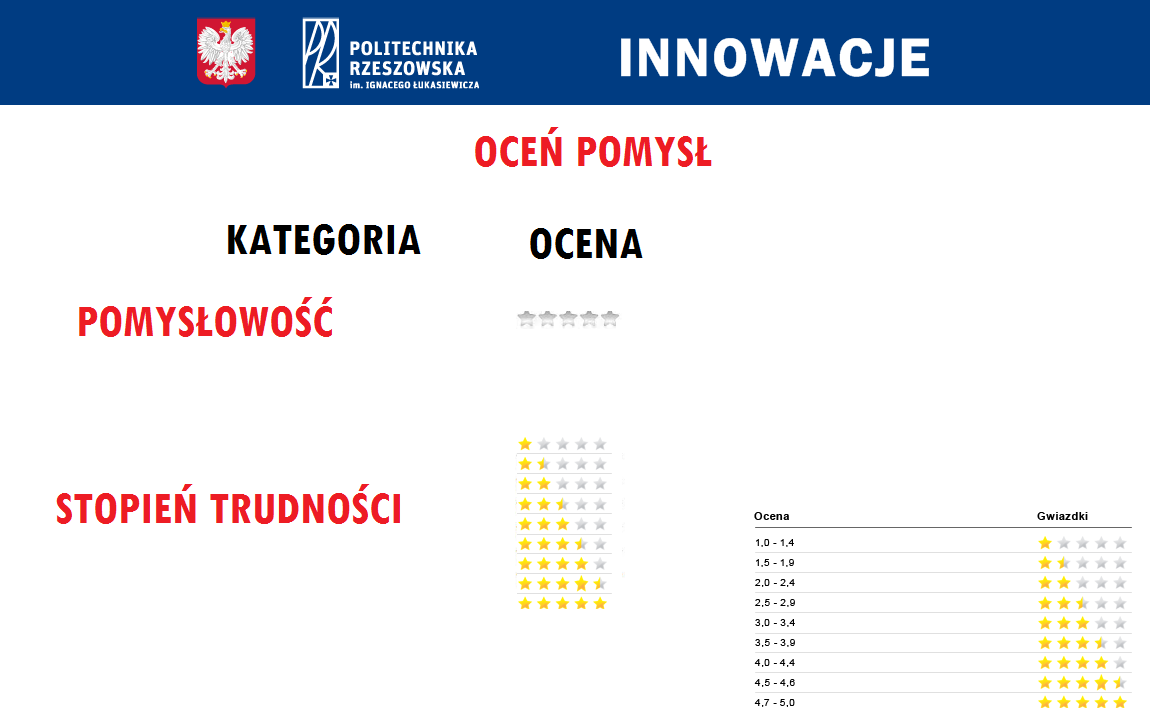 POLITECHNIKA
RZESZOWSKA
im. IGNACEGO ŁUKASIEWICZA
INNOWACJE
OCEŃ POMYSŁ
KATEGORIA
OCENA
POMYSŁOWOŚĆ
STOPIEŃ TRUDNOŚCI
Ocena Gwiazdki
1,0 - 1,4
1,5 - 1,9
2,0 - 2,4
2,5 - 2,9
3,0 - 3,4
3,5 - 3,9
4,0 - 4,4
4,5 - 4,6
4,7 - 5,0